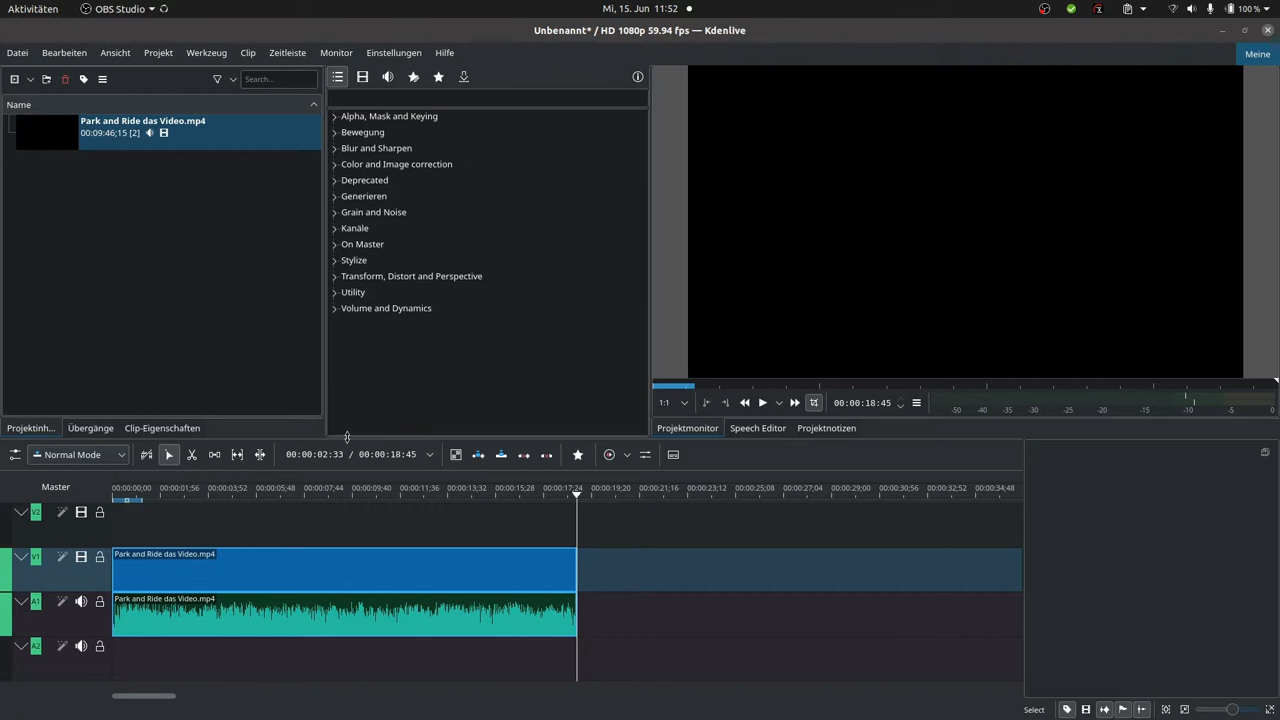 Aktivitäten
OBS Studio
Mi, 15. Jun 11:52
100 %
Unbenannt* / HD 1080p 59.94 fps — Kdenlive
Datei
Bearbeiten
Ansicht
Projekt
Werkzeug
Clip
Zeitleiste
Monitor
Einstellungen
Hilfe
Meine
Search...
Name
Park and Ride das Video.mp4
00:09:46;15 [2]
Alpha, Mask and Keying
Bewegung
Blur and Sharpen
Color and Image correction
Deprecated
Generieren
Grain and Noise
Kanäle
On Master
Stylize
Transform, Distort and Perspective
Utility
Volume and Dynamics
1:1
00:00:18:45
-50
-40
-35
-30
-25
-20
-15
-10
-5
0
Projektinh...
Übergänge
Clip-Eigenschaften
Projektmonitor
Speech Editor
Projektnotizen
Normal Mode
00:00:02:33 / 00:00:18:45
Master
00:00:00;00
00:00:01;56
00:00:03;52
00:00:05;48
00:00:07;44
00:00:09;40
00:00:11;36
00:00:13;32
00:00:15;28
00:00:17;24
00:00:19;20
00:00:21;16
00:00:23;12
00:00:25;08
00:00:27;04
00:00:29;00
00:00:30;56
00:00:32;52
00:00:34;48
V2
V1
Park and Ride das Video.mp4
A1
Park and Ride das Video.mp4
A2
Select